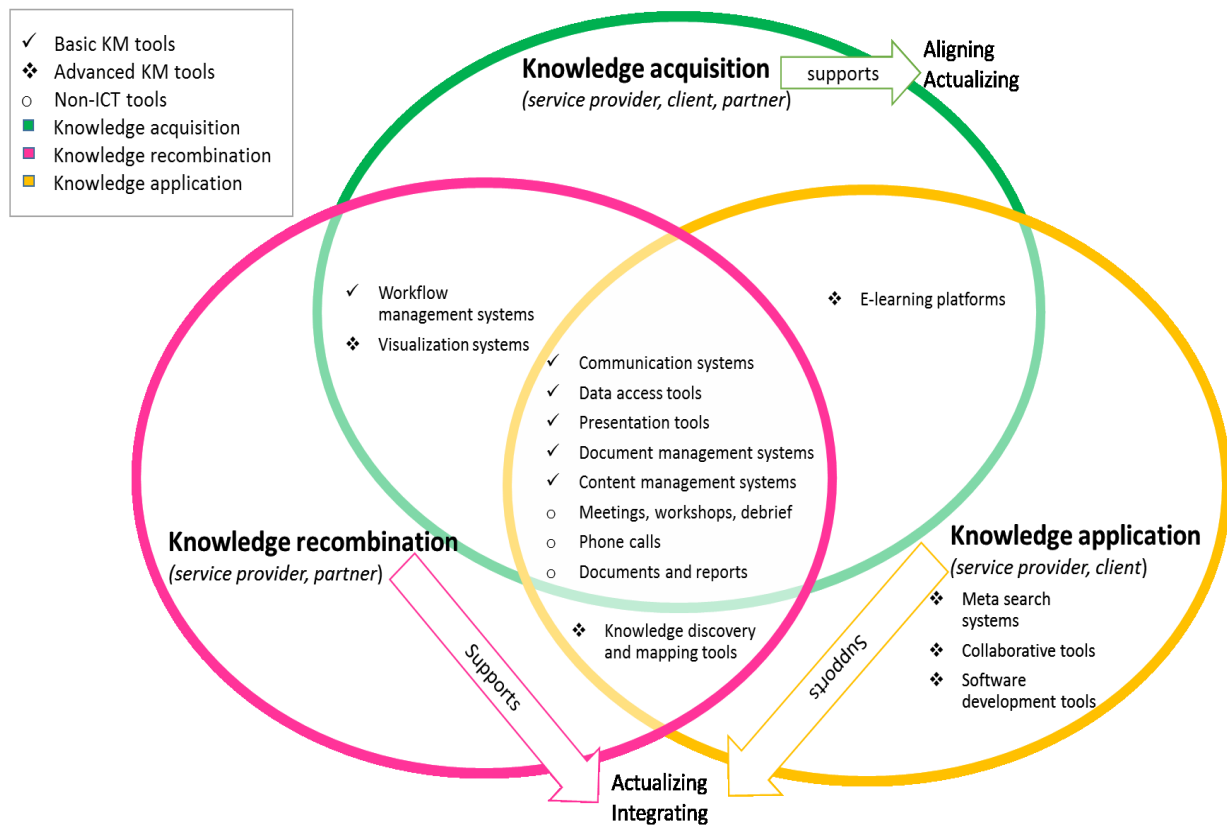 ✓ Basic KM tools
❖ Advanced KM tools
○ Non-ICT tools
Knowledge acquisition
Knowledge recombination
Knowledge application
Knowledge acquisition
(service provider, client, partner)
supports
Aligning
Actualizing
✓ Workflow
management systems
❖ Visualization systems
❖ E-learning platforms
✓ Communication systems
✓ Data access tools
✓ Presentation tools
✓ Document management systems
✓ Content management systems
○ Meetings, workshops, debrief
○ Phone calls
○ Documents and reports
Knowledge recombination
(service provider, partner)
Supports
Knowledge application
(service provider, client)
❖ Meta search
systems
❖ Collaborative tools
❖ Software
development tools
Supports
❖ Knowledge discovery
and mapping tools
Actualizing
Integrating